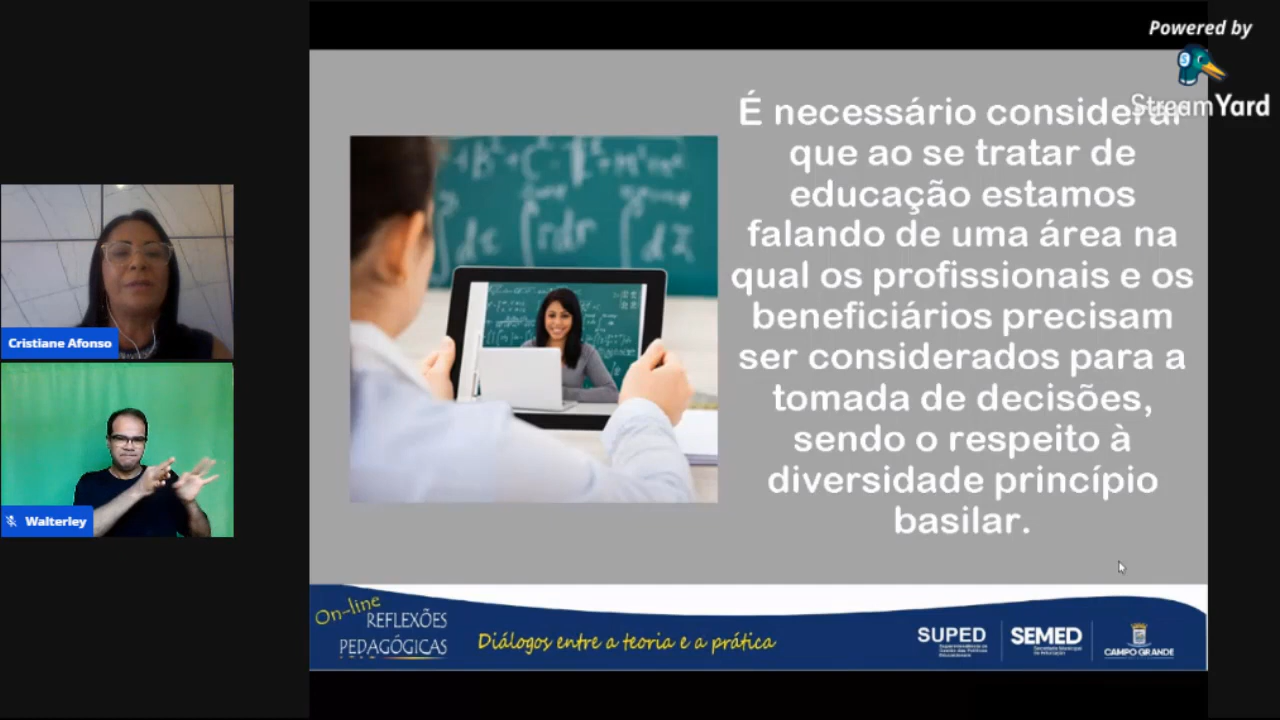 Powered by
StreamYard
É necessário considerar
que ao se tratar de
educação estamos
falando de uma área na
qual os profissionais e os
beneficiários precisam
ser considerados para a
tomada de decisões,
sendo o respeito à
diversidade princípio
basilar.
Cristiane Afonso
Walterley
On-line
REFLEXÕES
PEDAGÓGICAS
Diálogos entre a teoria e a prática
SUPED
SEMED
CAMPO GRANDE